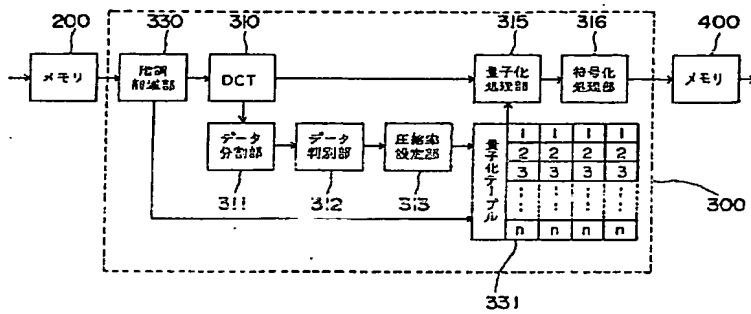 200
330
310
315
316
400
メモリ
階調
削減部
DCT
量子化
処理部
符号化
処理部
メモリ
データ
分割部
データ
判別部
圧縮率
設定部
量子化テーブル
1 1 1 1
2 2 2 2
3 3 3 3
n n n n
311
312
313
331
300